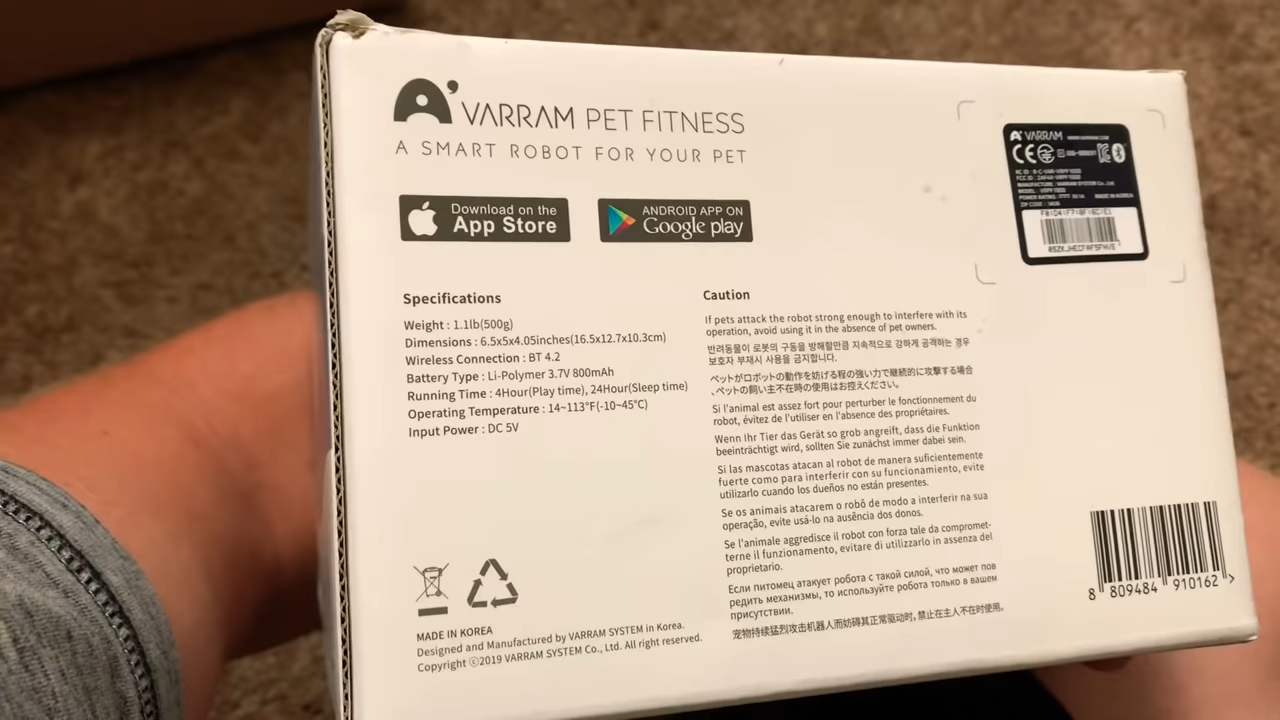 VARRAM PET FITNESS
A SMART ROBOT FOR YOUR PET
Download on the
App Store
ANDROID APP ON
Google play
Specifications
Weight : 1.1lb(500g)
Dimensions : 6.5x5x4.05inches(16.5x12.7x10.3cm)
Wireless Connection : BT 4.2
Battery Type : Li-Polymer 3.7V 800mAh
Running Time : 4Hour(Play time), 24Hour(Sleep time)
Operating Temperature : 14~113°F(-10~45℃)
Input Power : DC 5V
MADE IN KOREA
Designed and Manufactured by VARRAM SYSTEM in Korea.
Copyright ⓒ2019 VARRAM SYSTEM Co., Ltd. All right reserved.
Caution
If pets attack the robot strong enough to interfere with its
operation, avoid using it in the absence of pet owners.
반려동물이 로봇의 구동을 방해할만큼 지속적으로 강하게 공격하는 경우
보호자 부재시 사용을 금지합니다.
ペットがロボットの動作を妨げる程の強い力で継続的に攻撃する場合
、ペットの飼い主不在時の使用はお控えください。
Si l'animal est assez fort pour perturber le fonctionnement du
robot, évitez de l'utiliser en l'absence des propriétaires.
Wenn Ihr Tier das Gerät so grob angreift, dass die Funktion
beeinträchtigt wird, sollten Sie zunächst immer dabei sein.
Si las mascotas atacan al robot de manera suficientemente
fuerte como para interferir con su funcionamiento, evite
utilizarlo cuando los dueños no están presentes.
Se os animais atacarem o robô de modo a interferir na sua
operação, evite usá-lo na ausência dos donos.
Se l'animale aggredisce il robot con forza tale da compromet-
terne il funzionamento, evitare di utilizzarlo in assenza del
proprietario.
Если питомец атакует робота с такой силой, что может пов
редить механизмы, то используйте робота только в вашем
присутствии.
宠物持续猛烈攻击机器人而妨碍其正常驱动时, 禁止在主人不在时使用。
VARRAM
CE
MADE IN KOREA
8 809484 910162 >